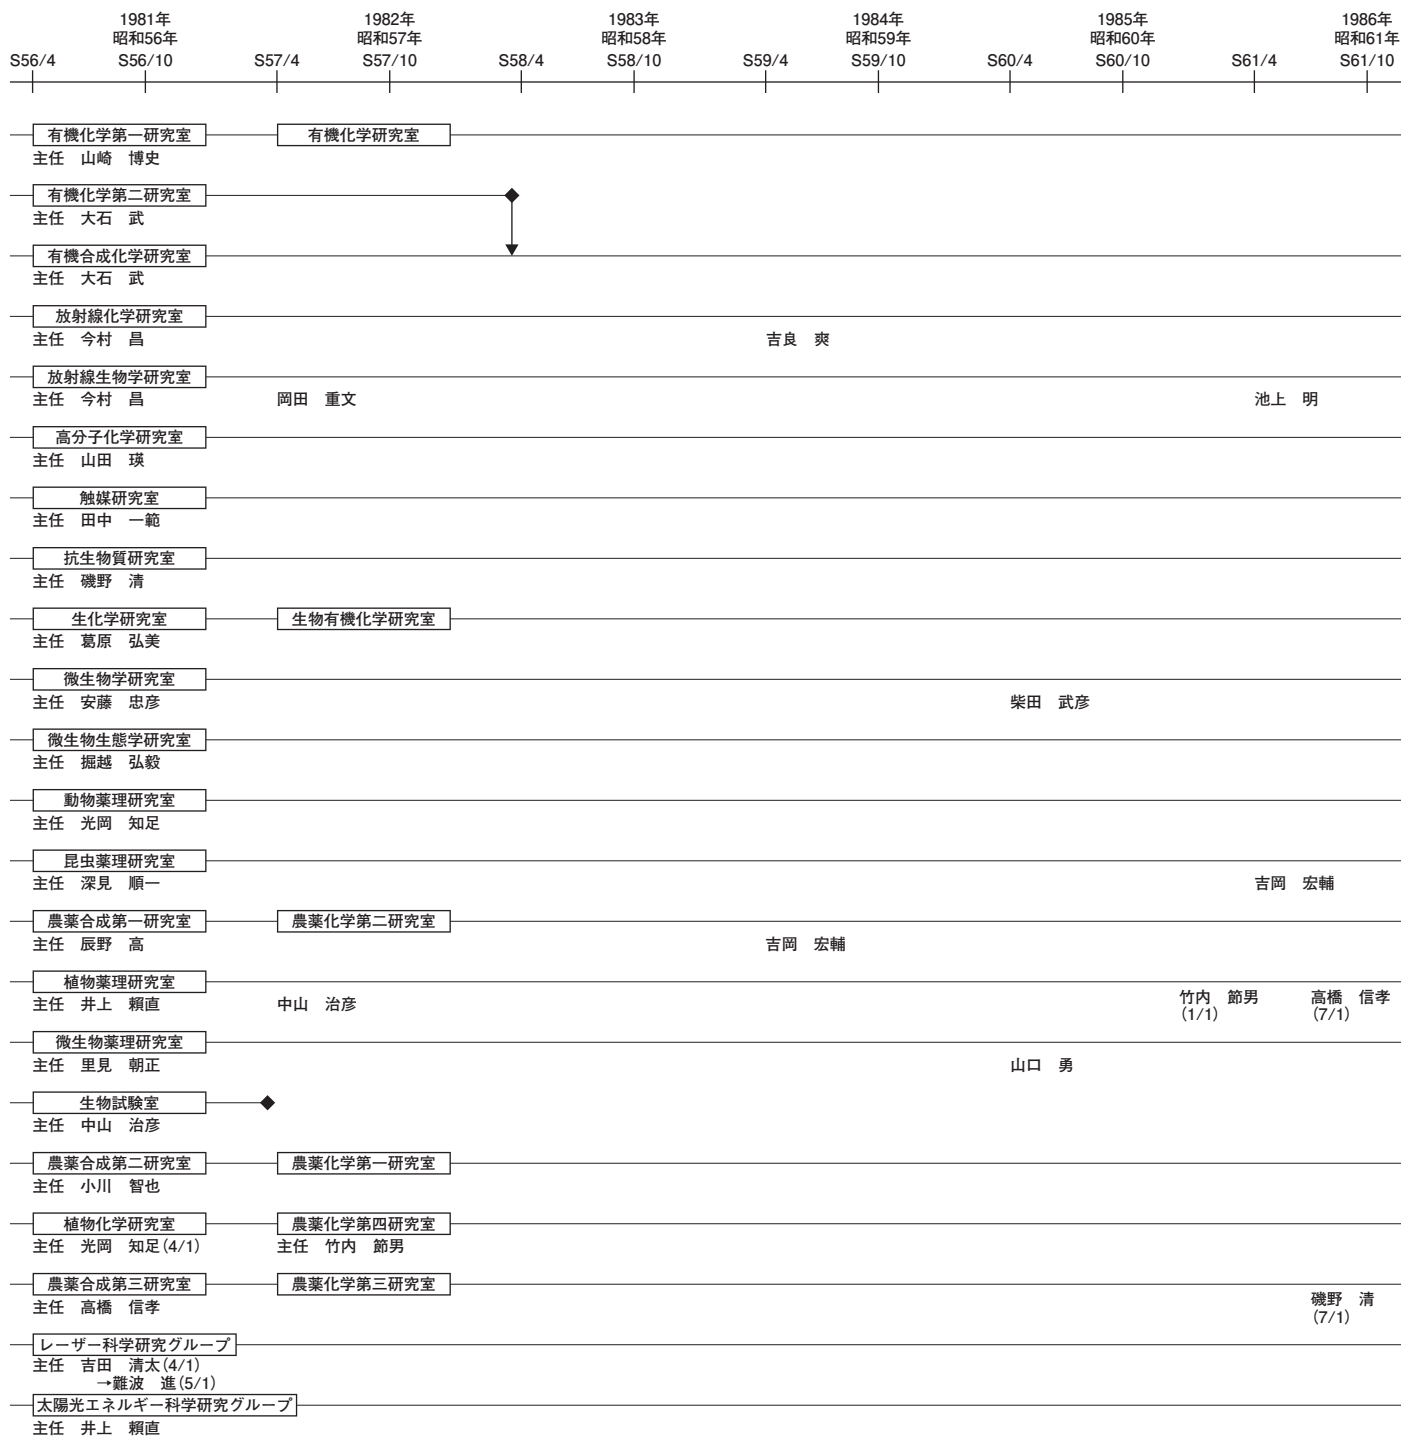 1981年 1982年 1983年 1984年 1985年 1986年
昭和56年 昭和57年 昭和58年 昭和59年 昭和60年 昭和61年
S56/4 S56/10 S57/4 S57/10 S58/4 S58/10 S59/4 S59/10 S60/4 S60/10 S61/4 S61/10
有機化学第一研究室 有機化学研究室
主任 山崎 博史
有機化学第二研究室
主任 大石 武
有機合成化学研究室
主任 大石 武
放射線化学研究室
主任 今村 昌 吉良 爽
放射線生物学研究室
主任 今村 昌 岡田 重文 池上 明
高分子化学研究室
主任 山田 瑛
触媒研究室
主任 田中 一範
抗生物質研究室
主任 磯野 清
生化学研究室 生物有機化学研究室
主任 葛原 弘美
微生物学研究室
主任 安藤 忠彦 柴田 武彦
微生物生態学研究室
主任 掘越 弘毅
動物薬理研究室
主任 光岡 知足
昆虫薬理研究室
主任 深見 順一 吉岡 宏輔
農薬合成第一研究室 農薬化学第二研究室
主任 辰野 高 吉岡 宏輔
植物薬理研究室
主任 井上 頼直 中山 治彦 竹内 節男 高橋 信孝
(1/1) (7/1)
微生物薬理研究室
主任 里見 朝正 山口 勇
生物試験室
主任 中山 治彦
農薬合成第二研究室 農薬化学第一研究室
主任 小川 智也
植物化学研究室 農薬化学第四研究室
主任 光岡 知足(4/1) 主任 竹内 節男
農薬合成第三研究室 農薬化学第三研究室
主任 高橋 信孝 磯野 清
(7/1)
レーザー科学研究グループ
主任 吉田 清太(4/1)
→難波 進(5/1)
太陽光エネルギー科学研究グループ
主任 井上 頼直